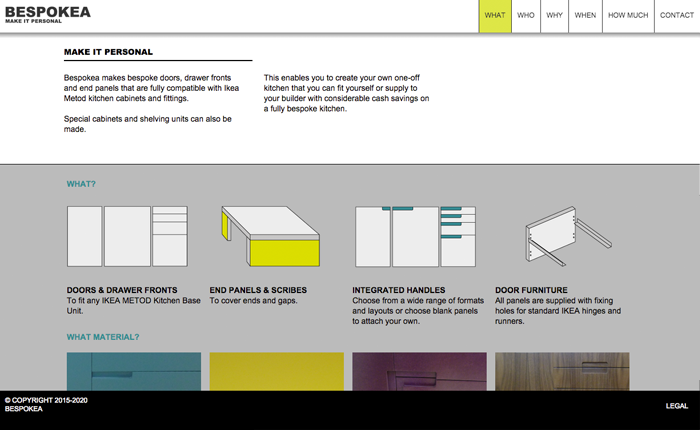 BESPOKEA
MAKE IT PERSONAL
WHAT
WHO
WHY
WHEN
HOW MUCH
CONTACT
MAKE IT PERSONAL
Bespokea makes bespoke doors, drawer fronts
and end panels that are fully compatible with Ikea
Metod kitchen cabinets and fittings.
Special cabinets and shelving units can also be
made.
This enables you to create your own one-off
kitchen that you can fit yourself or supply to
your builder with considerable cash savings on
a fully bespoke kitchen.
WHAT?
DOORS & DRAWER FRONTS
To fit any IKEA METOD Kitchen Base
Unit.
END PANELS & SCRIBES
To cover ends and gaps.
INTEGRATED HANDLES
Choose from a wide range of formats
and layouts or choose blank panels
to attach your own.
DOOR FURNITURE
All panels are supplied with fixing
holes for standard IKEA hinges and
runners.
WHAT MATERIAL?
© COPYRIGHT 2015-2020
BESPOKEA
LEGAL